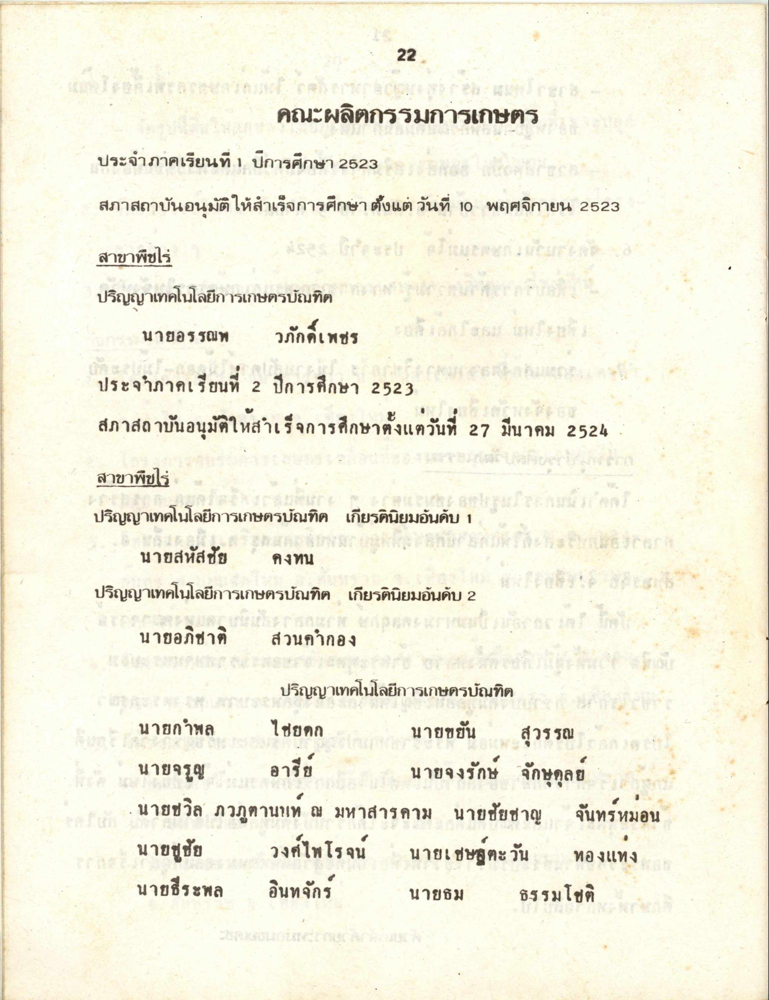 22
คณะผลิตกรรมการเกษตร
ประจำภาคเรียนที่ 1 ปีการศึกษา 2523
สภาสถาบันอนุมัติให้สำเร็จการศึกษา ตั้งแต่ วันที่ 10 พฤศจิกายน 2523
สาขาพืชไร่
ปริญญาเทคโนโลยีการเกษตรบัณฑิต
นายอรรณพ วภักดิ์เพชร
ประจำภาคเรียนที่ 2 ปีการศึกษา 2523
สภาสถาบันอนุมัติให้สำเร็จการศึกษาตั้งแต่วันที่ 27 มีนาคม 2524
สาขาพืชไร่
ปริญญาเทคโนโลยีการเกษตรบัณฑิต เกียรตินิยมอันดับ 1
นายสหัสชัย คงทน
ปริญญาเทคโนโลยีการเกษตรบัณฑิต เกียรตินิยมอันดับ 2
นายอภิชาติ สวนคำกอง
ปริญญาเทคโนโลยีการเกษตรบัณฑิต
นายกำพล ไชยคก นายขยัน สุวรรณ
นายจรูญ อารีย์ นายจงรักษ์ จักษุดุลย์
นายชวิล ภวภูตานนท์ ณ มหาสารคาม นายชัยชาญ จันทร์หม่อน
นายชูชัย วงศ์ไพโรจน์ นายเชษฐ์ตะวัน ทองแท่ง
นายธีระพล อินทจักร์ นายธม ธรรมโชติ